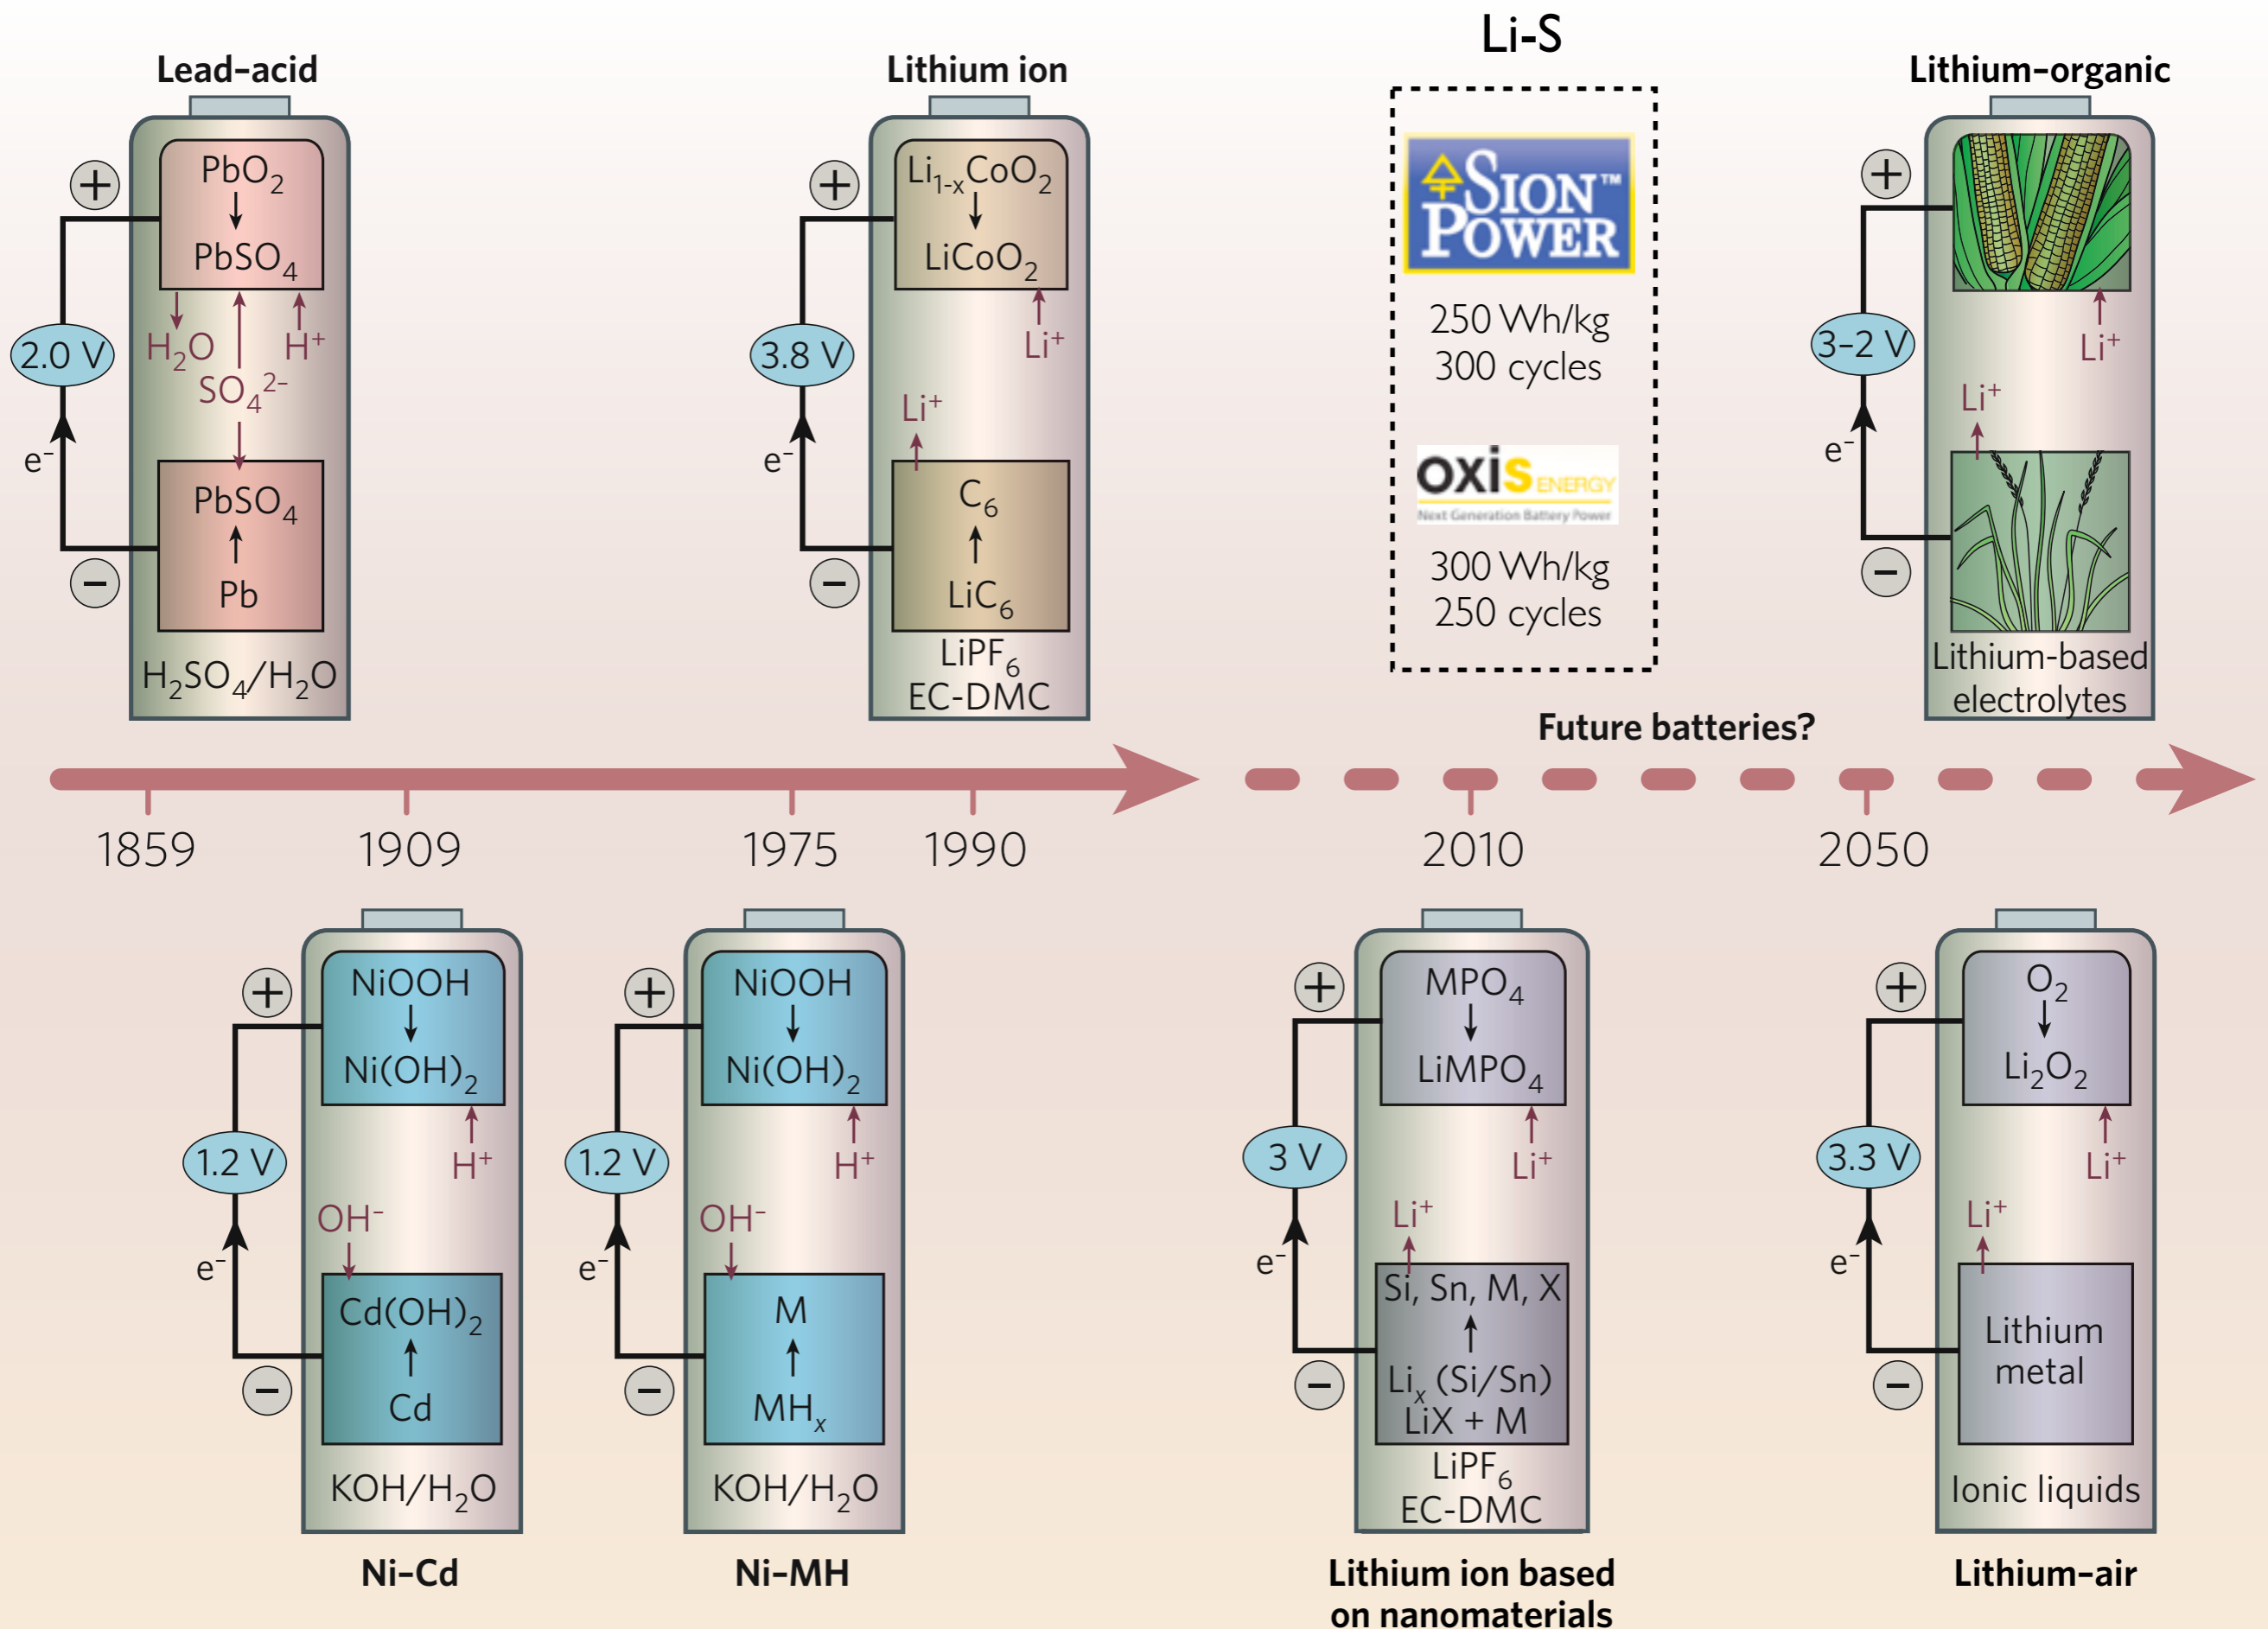 Li-S
Lead–acid
Lithium ion
Lithium–organic
+
PbO₂
PbSO₄
2.0 V
H₂O
H⁺
SO₄²⁻
e⁻
PbSO₄
Pb
−
H₂SO₄/H₂O
+
Li₁₋ₓCoO₂
LiCoO₂
3.8 V
Li⁺
Li⁺
e⁻
C₆
LiC₆
−
LiPF₆
EC-DMC
SION™
POWER
250 Wh/kg
300 cycles
OXIS ENERGY
Next Generation Battery Power
300 Wh/kg
250 cycles
+
3–2 V
Li⁺
Li⁺
e⁻
−
Lithium-based
electrolytes
Future batteries?
1859
1909
1975
1990
2010
2050
+
NiOOH
Ni(OH)₂
1.2 V
H⁺
OH⁻
e⁻
Cd(OH)₂
Cd
−
KOH/H₂O
Ni–Cd
+
NiOOH
Ni(OH)₂
1.2 V
H⁺
OH⁻
e⁻
M
MHₓ
−
KOH/H₂O
Ni–MH
+
MPO₄
LiMPO₄
3 V
Li⁺
Li⁺
e⁻
Si, Sn, M, X
Liₓ (Si/Sn)
LiX + M
−
LiPF₆
EC-DMC
Lithium ion based
on nanomaterials
+
O₂
Li₂O₂
3.3 V
Li⁺
Li⁺
e⁻
Lithium
metal
−
Ionic liquids
Lithium–air